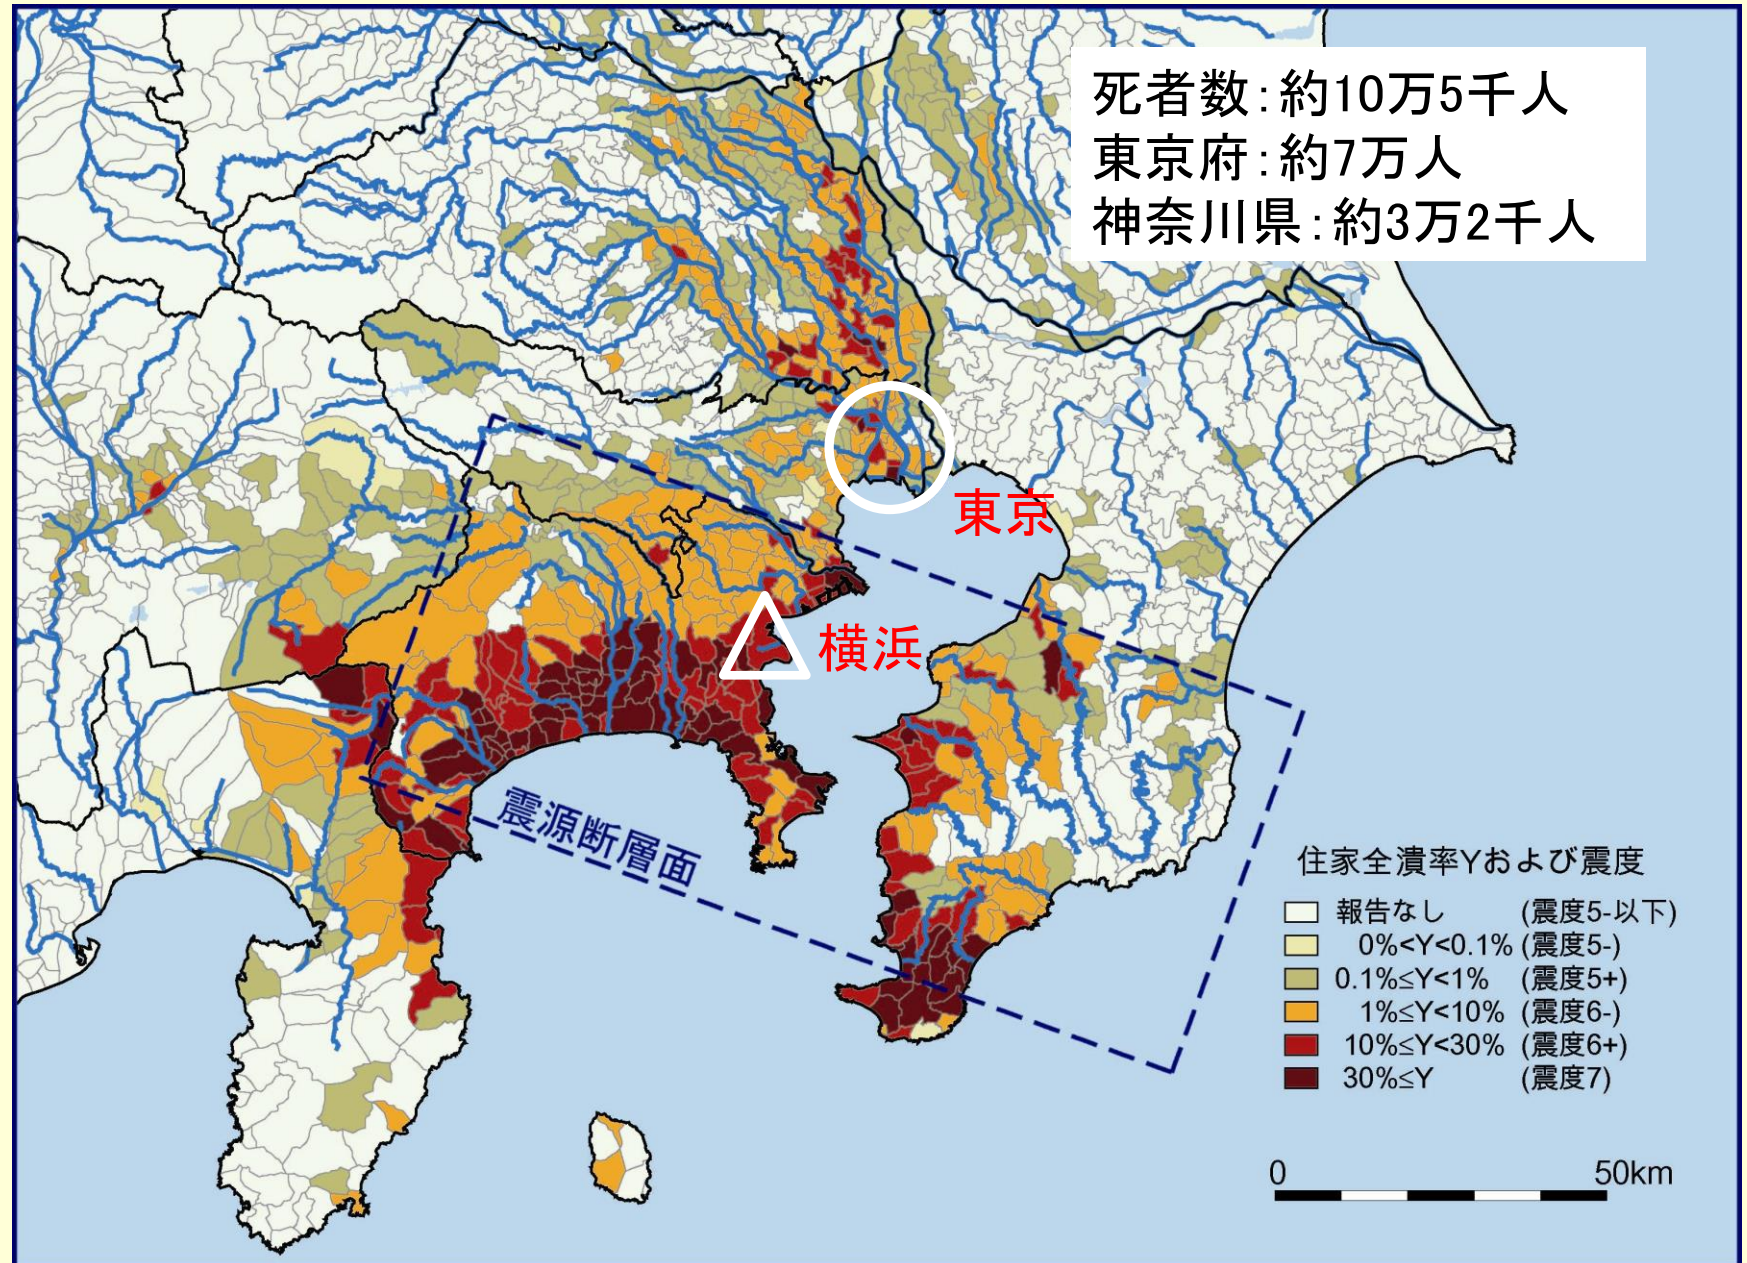 死者数：約10万5千人
東京府：約7万人
神奈川県：約3万2千人
東京
横浜
震源断層面
住家全潰率Yおよび震度
報告なし (震度5-以下)
0%<Y<0.1% (震度5-)
0.1%≤Y<1% (震度5+)
1%≤Y<10% (震度6-)
10%≤Y<30% (震度6+)
30%≤Y (震度7)
0 50km